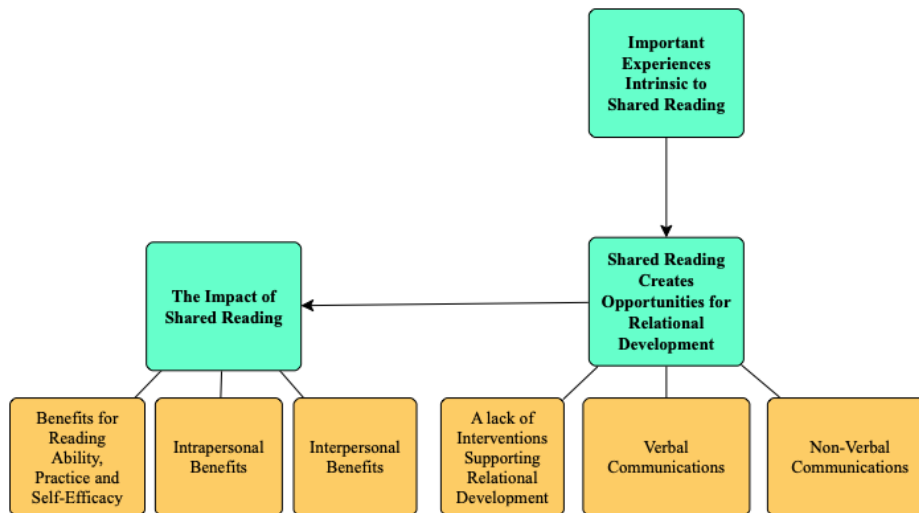 Important
Experiences
Intrinsic to
Shared Reading
Shared Reading
Creates
Opportunities for
Relational
Development
The Impact of
Shared Reading
Benefits for
Reading
Ability,
Practice and
Self-Efficacy
Intrapersonal
Benefits
Interpersonal
Benefits
A lack of
Interventions
Supporting
Relational
Development
Verbal
Communications
Non-Verbal
Communications